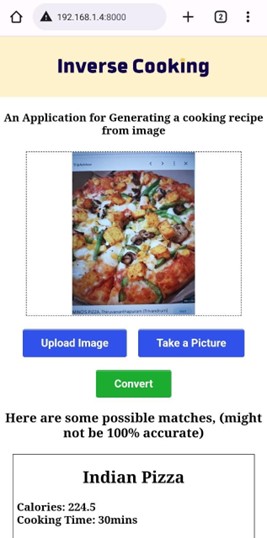 192.168.1.4:8000
2
Inverse Cooking
An Application for Generating a cooking recipe
from image
Upload Image
Take a Picture
Convert
Here are some possible matches, (might
not be 100% accurate)
Indian Pizza
Calories: 224.5
Cooking Time: 30mins